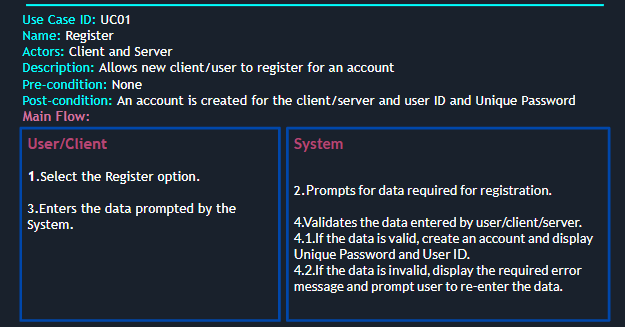 Use Case ID: UC01
Name: Register
Actors: Client and Server
Description: Allows new client/user to register for an account
Pre-condition: None
Post-condition: An account is created for the client/server and user ID and Unique Password
Main Flow:
User/Client
1.Select the Register option.
3.Enters the data prompted by the
System.
System
2.Prompts for data required for registration.
4.Validates the data entered by user/client/server.
4.1.If the data is valid, create an account and display
Unique Password and User ID.
4.2.If the data is invalid, display the required error
message and prompt user to re-enter the data.